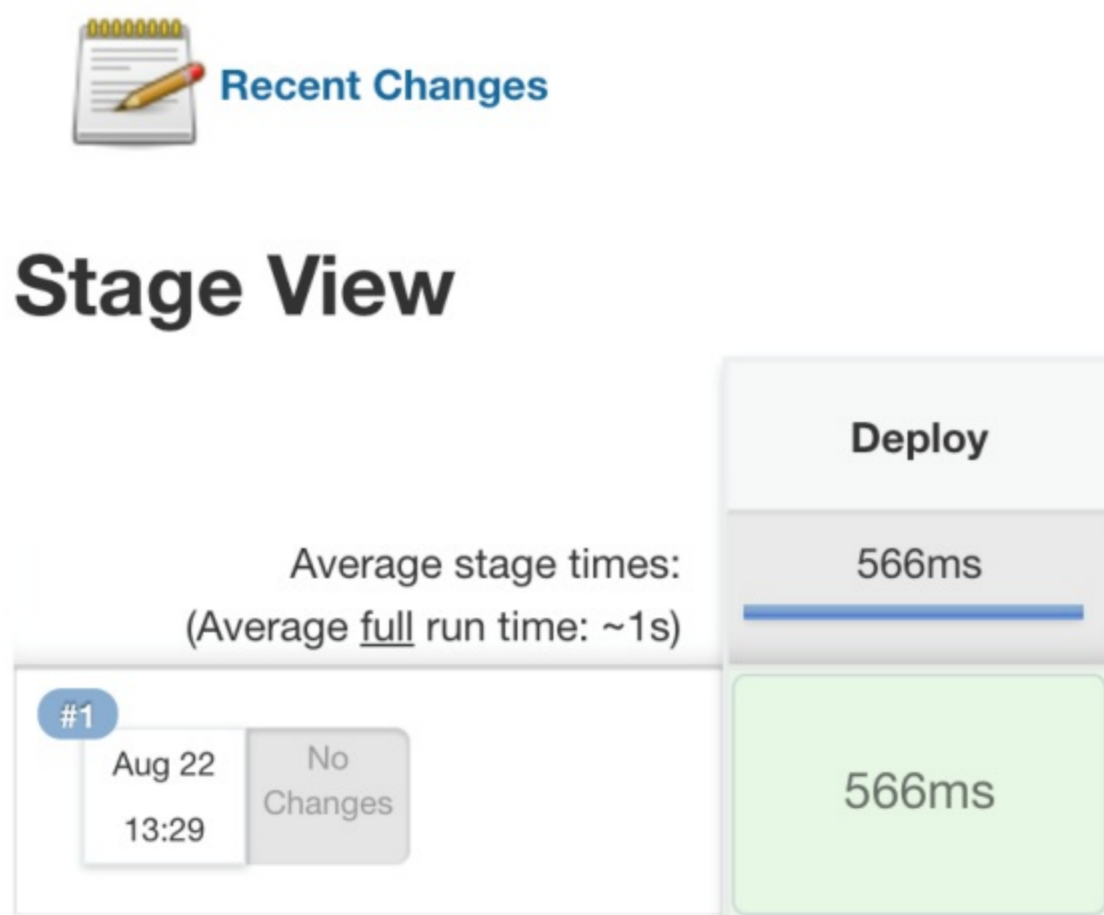 Recent Changes
Stage View
Deploy
Average stage times:
566ms
(Average full run time: ~1s)
#1
Aug 22
13:29
No
Changes
566ms